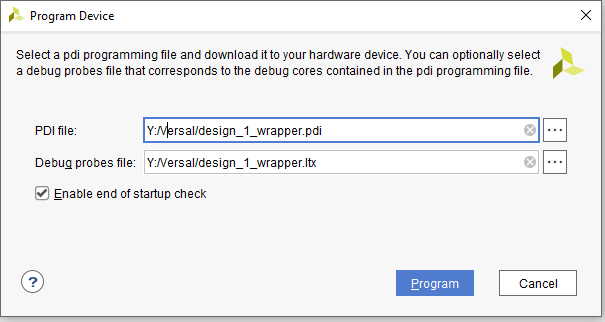 Program Device
Select a pdi programming file and download it to your hardware device. You can optionally select
a debug probes file that corresponds to the debug cores contained in the pdi programming file.
PDI file: Y:/Versal/design_1_wrapper.pdi ...
Debug probes file: Y:/Versal/design_1_wrapper.ltx ...
Enable end of startup check
? Program Cancel